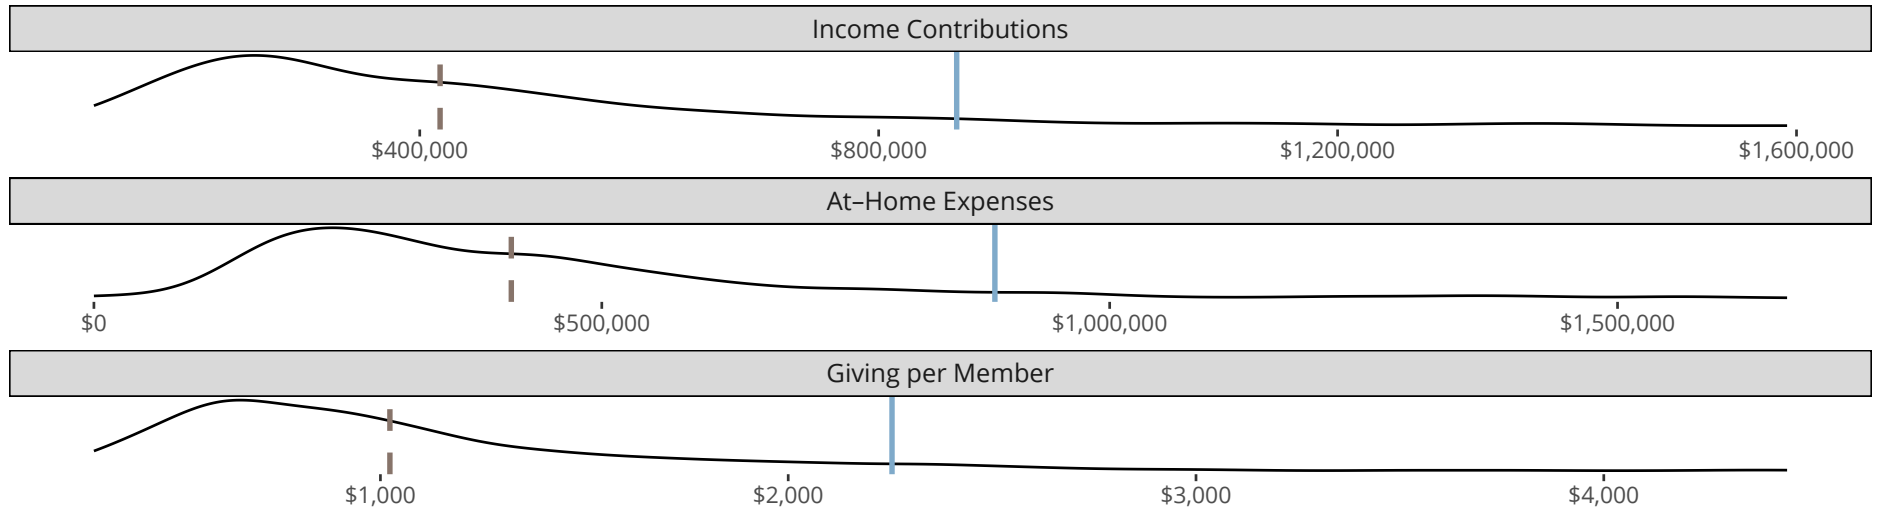 Income Contributions
$400,000 $800,000 $1,200,000 $1,600,000
At–Home Expenses
$0 $500,000 $1,000,000 $1,500,000
Giving per Member
$1,000 $2,000 $3,000 $4,000